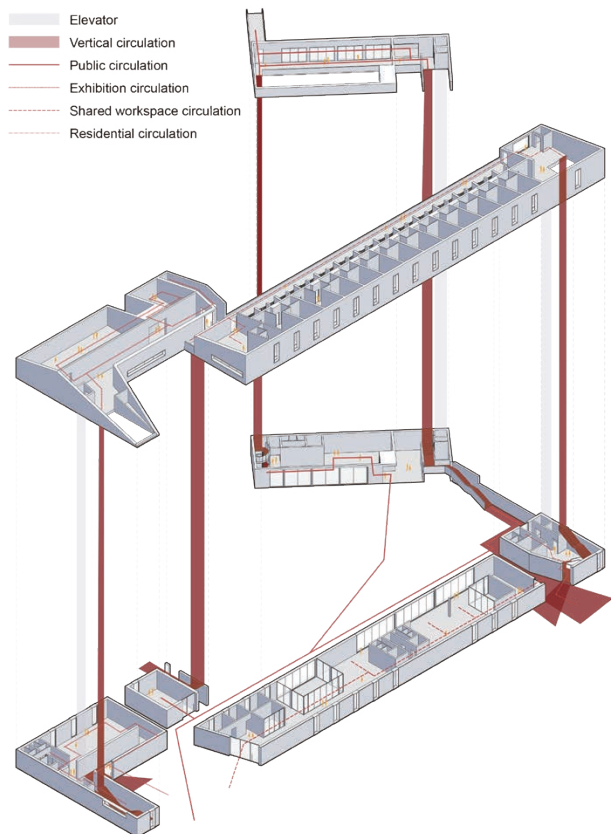 Elevator
Vertical circulation
Public circulation
Exhibition circulation
Shared workspace circulation
Residential circulation